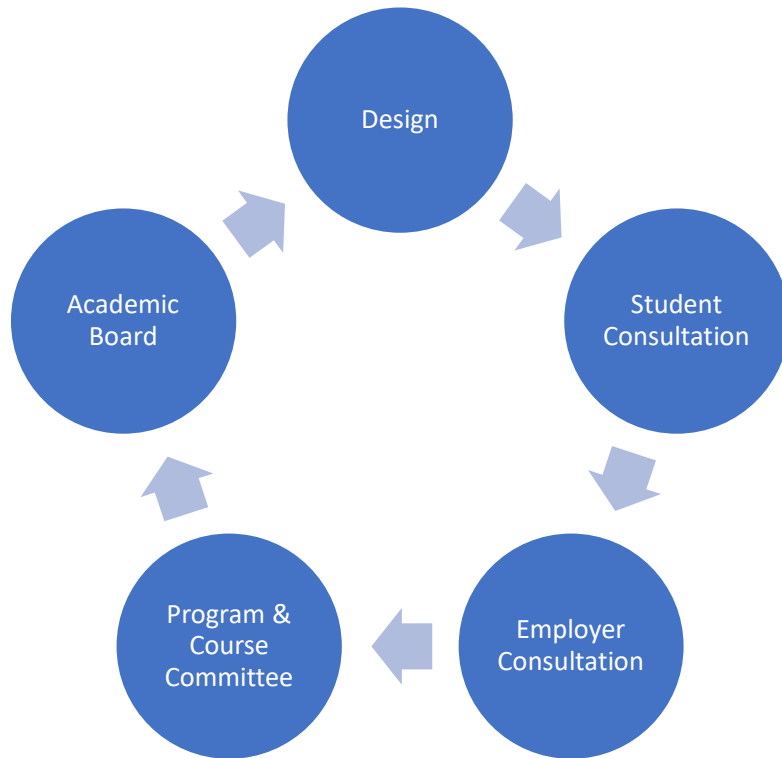 Design
Student
Consultation
Employer
Consultation
Program &
Course
Committee
Academic
Board